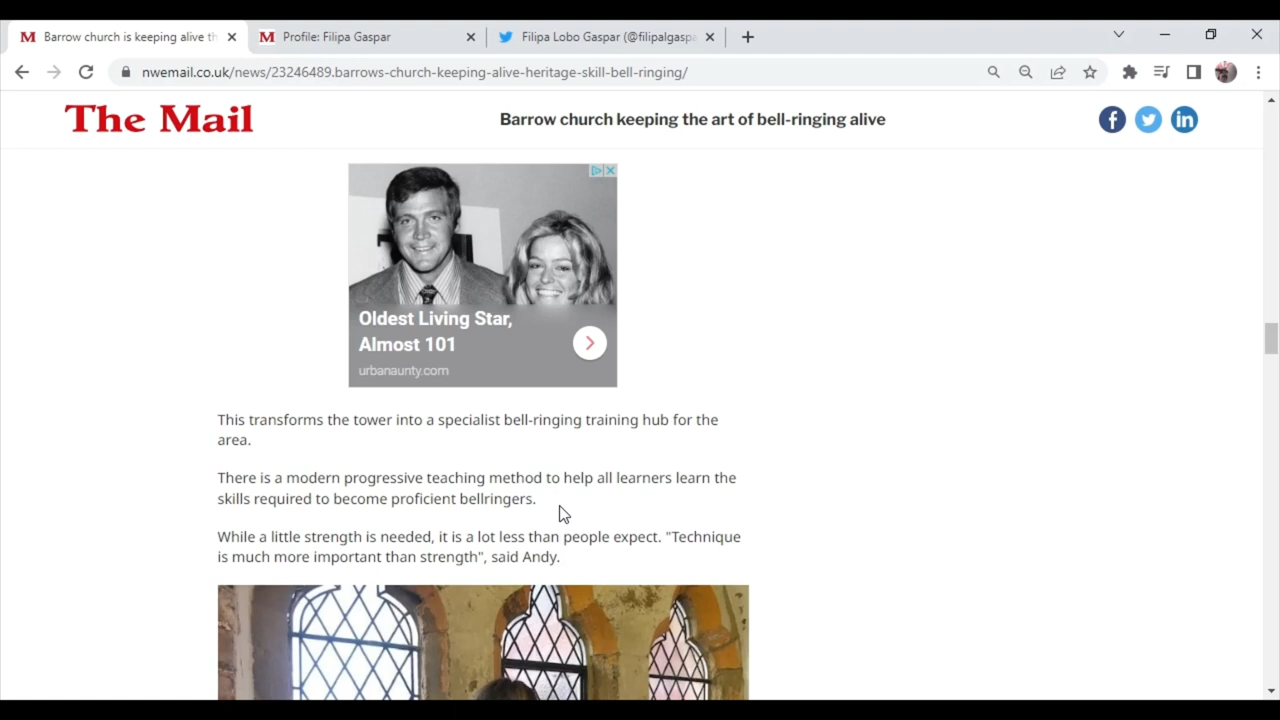 Barrow church is keeping alive th
Profile: Filipa Gaspar
Filipa Lobo Gaspar (@filipalgaspa
nwemail.co.uk/news/23246489.barrows-church-keeping-alive-heritage-skill-bell-ringing/
The Mail
Barrow church keeping the art of bell-ringing alive
Oldest Living Star,
Almost 101
urbanaunty.com
This transforms the tower into a specialist bell-ringing training hub for the
area.
There is a modern progressive teaching method to help all learners learn the
skills required to become proficient bellringers.
While a little strength is needed, it is a lot less than people expect. "Technique
is much more important than strength", said Andy.